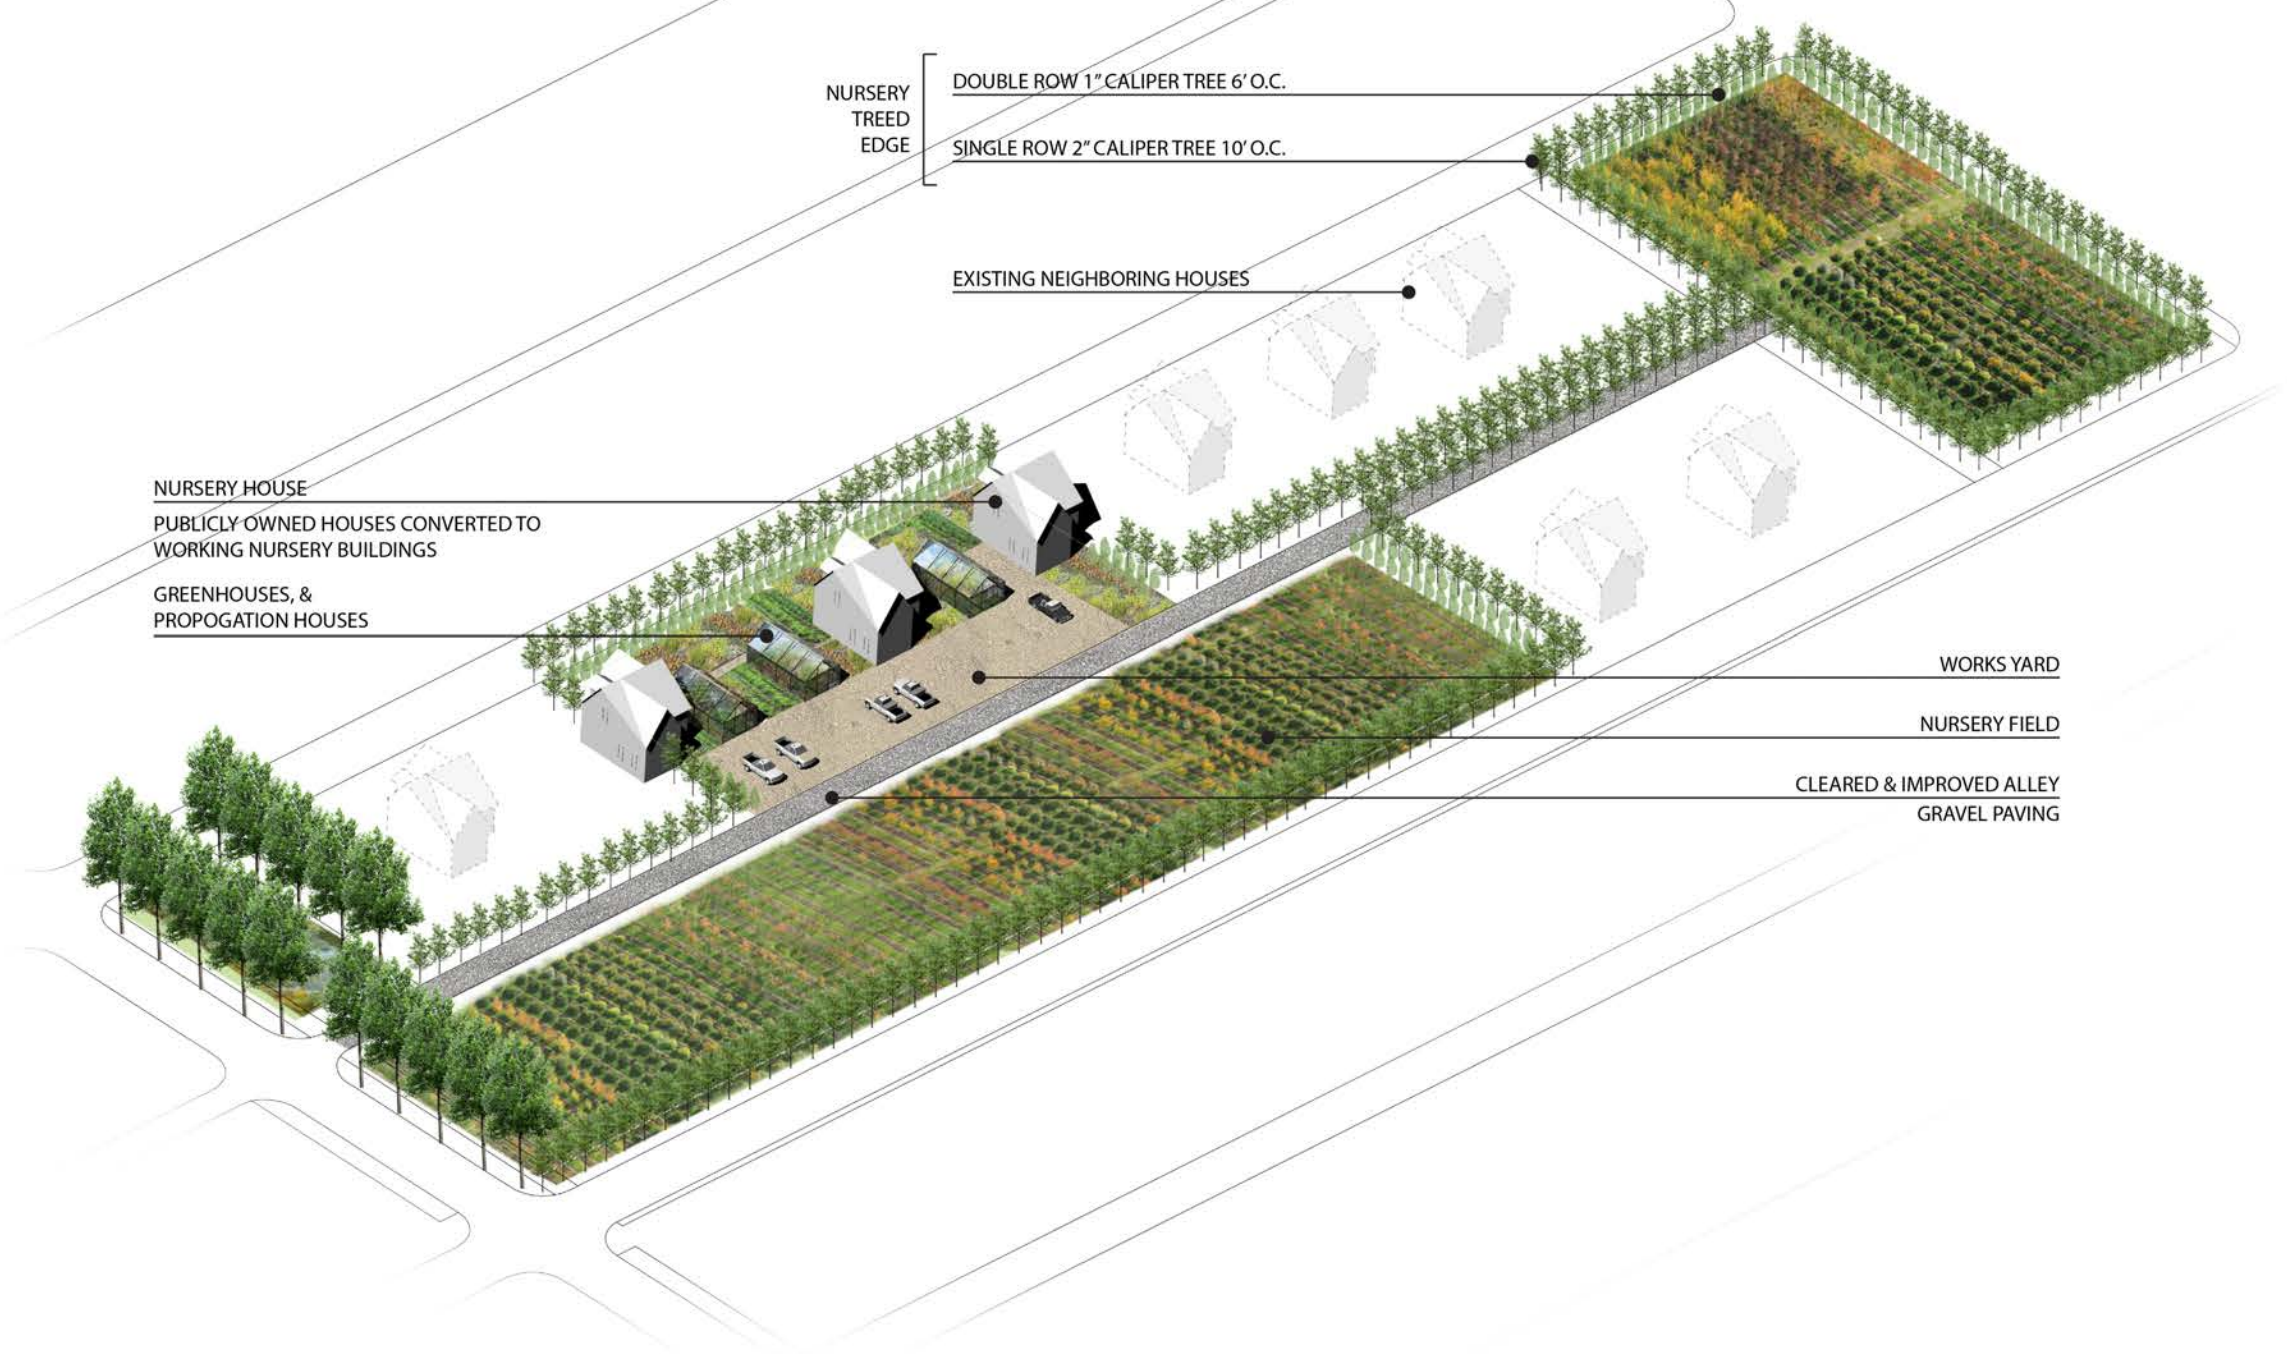 NURSERY
TREED
EDGE
DOUBLE ROW 1” CALIPER TREE 6’ O.C.
SINGLE ROW 2” CALIPER TREE 10’ O.C.
EXISTING NEIGHBORING HOUSES
NURSERY HOUSE
PUBLICLY OWNED HOUSES CONVERTED TO
WORKING NURSERY BUILDINGS
GREENHOUSES, &
PROPOGATION HOUSES
WORKS YARD
NURSERY FIELD
CLEARED & IMPROVED ALLEY
GRAVEL PAVING